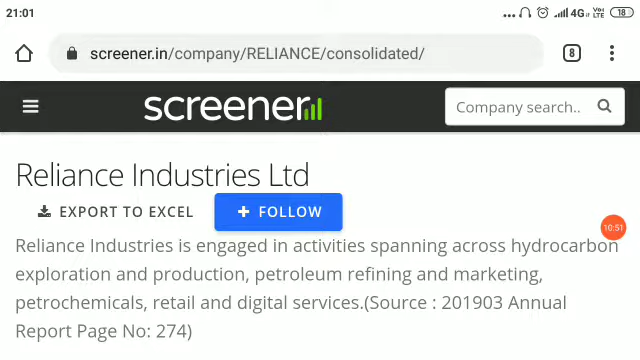 21:01
... 4G Vo LTE 18
screener.in/company/RELIANCE/consolidated/
8
screener
Company search..
Reliance Industries Ltd
EXPORT TO EXCEL
+ FOLLOW
10:51
Reliance Industries is engaged in activities spanning across hydrocarbon
exploration and production, petroleum refining and marketing,
petrochemicals, retail and digital services.(Source : 201903 Annual
Report Page No: 274)